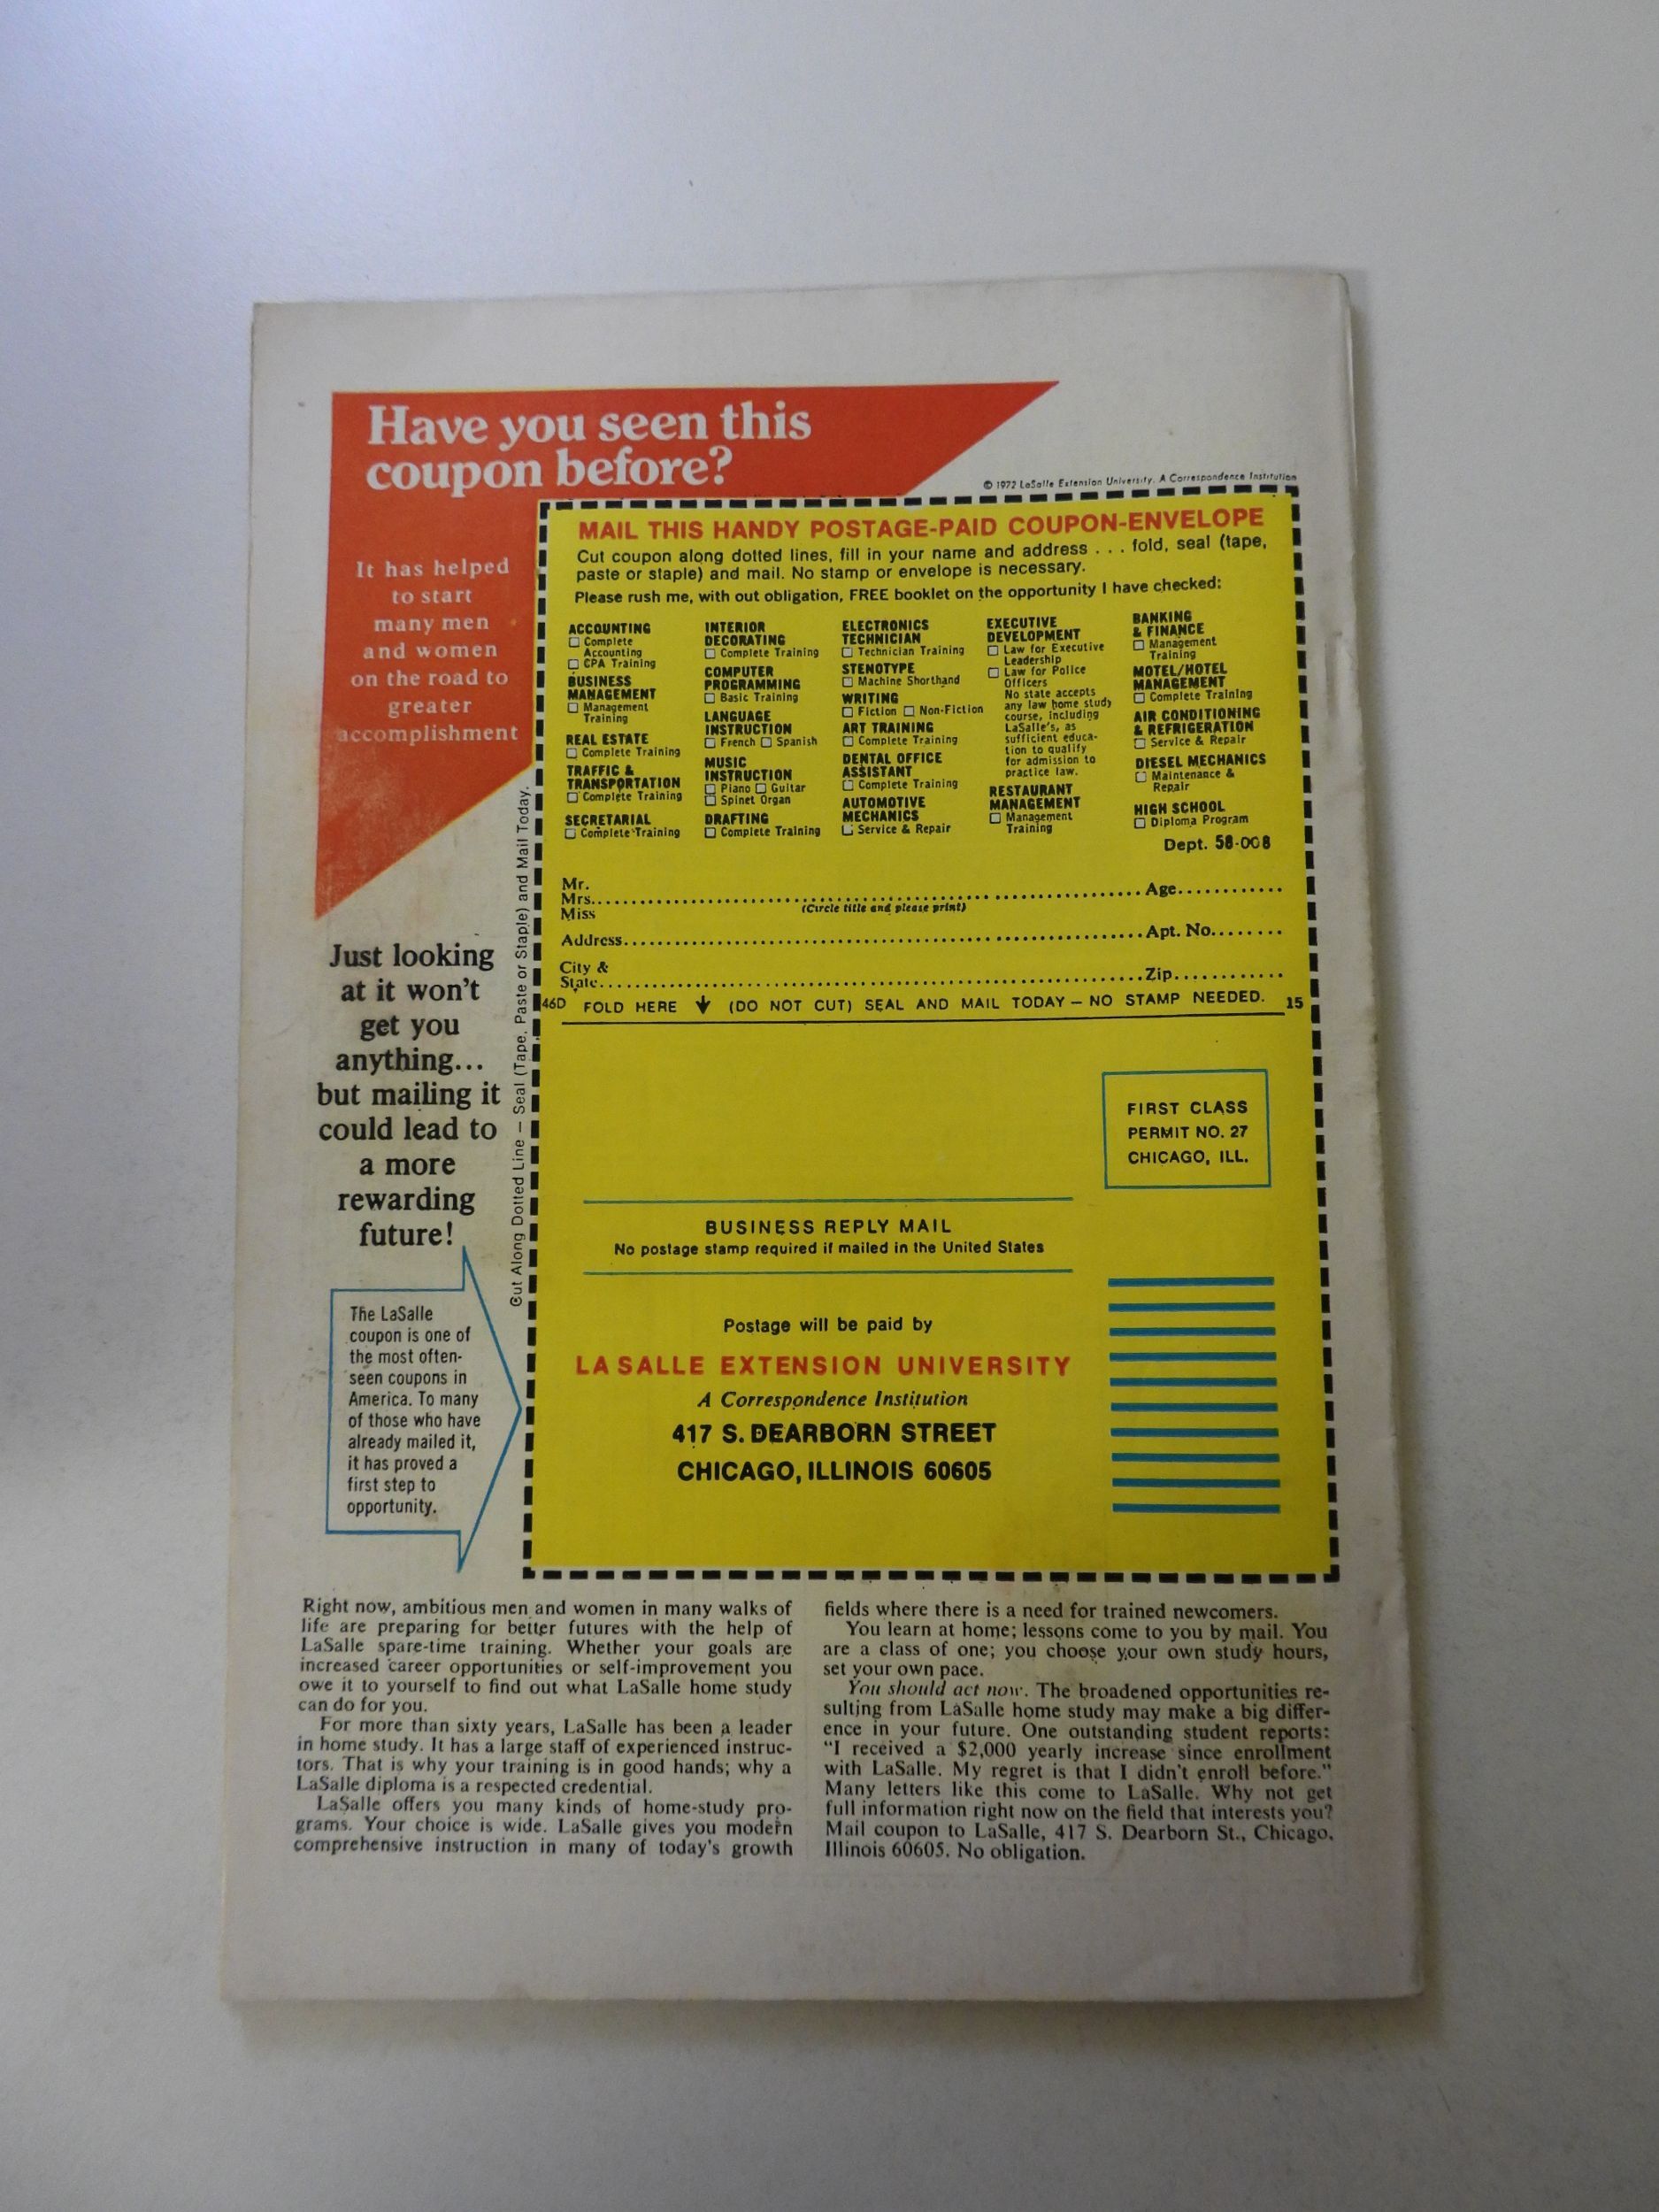 Have you seen this
coupon before?
It has helped
to start
many men
and women
on the road to
greater
accomplishment
© 1972 LaSalle Extension University. A Correspondence Institution
MAIL THIS HANDY POSTAGE-PAID COUPON-ENVELOPE
Cut coupon along dotted lines, fill in your name and address . . . fold, seal (tape,
paste or staple) and mail. No stamp or envelope is necessary.
Please rush me, with out obligation, FREE booklet on the opportunity I have checked:
ACCOUNTING
☐ Complete
Accounting
☐ CPA Training
BUSINESS
MANAGEMENT
☐ Management
Training
REAL ESTATE
☐ Complete Training
TRAFFIC &
TRANSPORTATION
☐ Complete Training
SECRETARIAL
☐ Complete Training
INTERIOR
DECORATING
☐ Complete Training
COMPUTER
PROGRAMMING
☐ Basic Training
LANGUAGE
INSTRUCTION
☐ French ☐ Spanish
MUSIC
INSTRUCTION
☐ Piano ☐ Guitar
☐ Spinet Organ
DRAFTING
☐ Complete Training
ELECTRONICS
TECHNICIAN
☐ Technician Training
STENOTYPE
☐ Machine Shorthand
WRITING
☐ Fiction ☐ Non-Fiction
ART TRAINING
☐ Complete Training
DENTAL OFFICE
ASSISTANT
☐ Complete Training
AUTOMOTIVE
MECHANICS
☐ Service & Repair
EXECUTIVE
DEVELOPMENT
☐ Law for Executive
Leadership
☐ Law for Police
Officers
No state accepts
any law home study
course, including
LaSalle's, as
sufficient educa-
tion to qualify
for admission to
practice law.
RESTAURANT
MANAGEMENT
☐ Management
Training
BANKING
& FINANCE
☐ Management
Training
MOTEL/HOTEL
MANAGEMENT
☐ Complete Training
AIR CONDITIONING
& REFRIGERATION
☐ Service & Repair
DIESEL MECHANICS
☐ Maintenance &
Repair
HIGH SCHOOL
☐ Diploma Program
Dept. 58-008
Mr.
Mrs. Age
Miss
(Circle title and please print)
Address Apt. No.
City &
State Zip
46D FOLD HERE ↓ (DO NOT CUT) SEAL AND MAIL TODAY – NO STAMP NEEDED. 15
Cut Along Dotted Line – Seal (Tape, Paste or Staple) and Mail Today.
Just looking
at it won't
get you
anything...
but mailing it
could lead to
a more
rewarding
future!
The LaSalle
coupon is one of
the most often-
seen coupons in
America. To many
of those who have
already mailed it,
it has proved a
first step to
opportunity.
FIRST CLASS
PERMIT NO. 27
CHICAGO, ILL.
BUSINESS REPLY MAIL
No postage stamp required if mailed in the United States
Postage will be paid by
LA SALLE EXTENSION UNIVERSITY
A Correspondence Institution
417 S. DEARBORN STREET
CHICAGO, ILLINOIS 60605
Right now, ambitious men and women in many walks of
life are preparing for better futures with the help of
LaSalle spare-time training. Whether your goals are
increased career opportunities or self-improvement you
owe it to yourself to find out what LaSalle home study
can do for you.
For more than sixty years, LaSalle has been a leader
in home study. It has a large staff of experienced instruc-
tors. That is why your training is in good hands; why a
LaSalle diploma is a respected credential.
LaSalle offers you many kinds of home-study pro-
grams. Your choice is wide. LaSalle gives you modern
comprehensive instruction in many of today's growth
fields where there is a need for trained newcomers.
You learn at home; lessons come to you by mail. You
are a class of one; you choose your own study hours,
set your own pace.
You should act now. The broadened opportunities re-
sulting from LaSalle home study may make a big differ-
ence in your future. One outstanding student reports:
"I received a $2,000 yearly increase since enrollment
with LaSalle. My regret is that I didn't enroll before."
Many letters like this come to LaSalle. Why not get
full information right now on the field that interests you?
Mail coupon to LaSalle, 417 S. Dearborn St., Chicago,
Illinois 60605. No obligation.